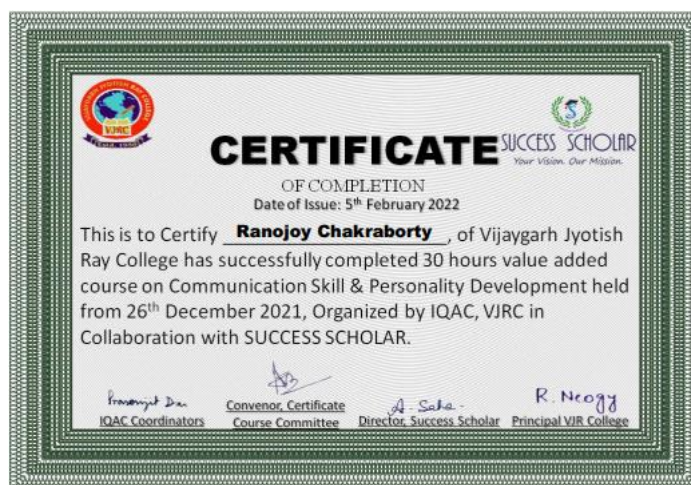 VJRC
CERTIFICATE
SUCCESS SCHOLAR
Your Vision. Our Mission.
OF COMPLETION
Date of Issue: 5th February 2022
This is to Certify Ranojoy Chakraborty, of Vijaygarh Jyotish
Ray College has successfully completed 30 hours value added
course on Communication Skill & Personality Development held
from 26th December 2021, Organized by IQAC, VJRC in
Collaboration with SUCCESS SCHOLAR.
A. Saha.
R. Neogy
IQAC Coordinators
Convenor, Certificate
Course Committee
Director, Success Scholar
Principal VJR College